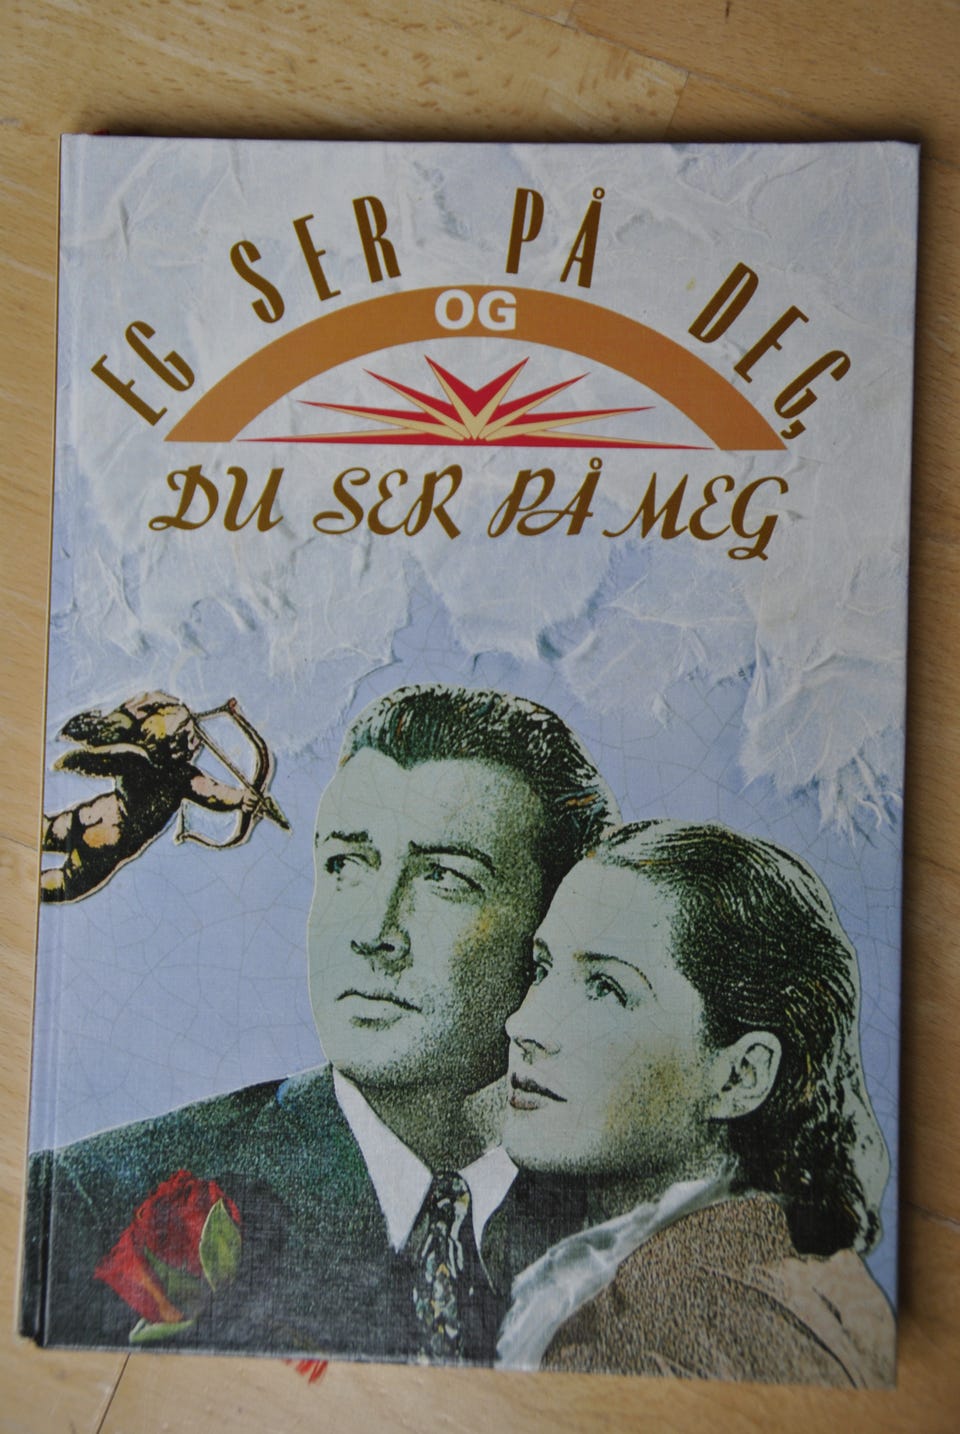 EG SER PÅ DEG,
OG
DU SER PÅ MEG